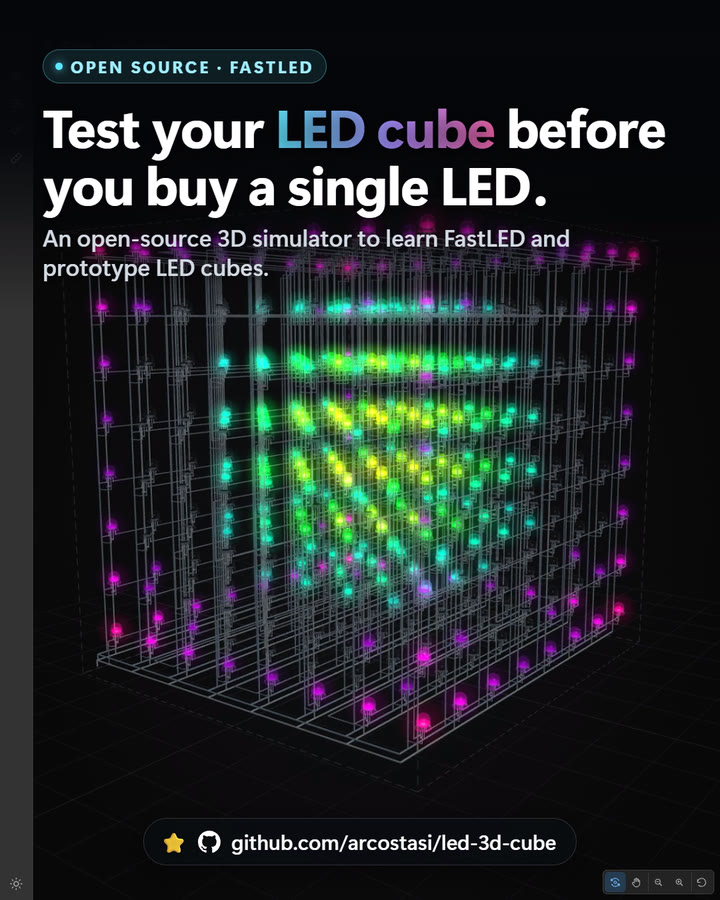 OPEN SOURCE · FASTLED
Test your LED cube before
you buy a single LED.
An open-source 3D simulator to learn FastLED and
prototype LED cubes.
github.com/arcostasi/led-3d-cube